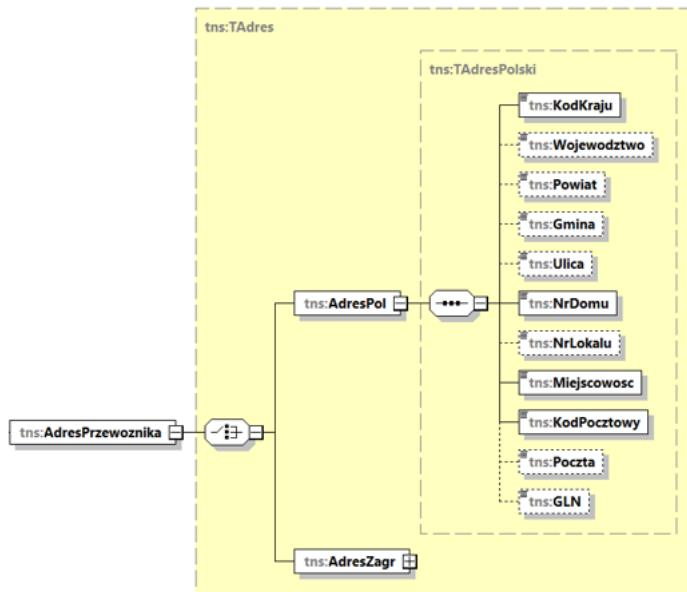 tns:TAdres
tns:TAdresPolski
tns:KodKraju
tns:Wojewodztwo
tns:Powiat
tns:Gmina
tns:Ulica
tns:AdresPol
tns:NrDomu
tns:NrLokalu
tns:Miejscowosc
tns:KodPocztowy
tns:AdresPrzewoznika
tns:Poczta
tns:GLN
tns:AdresZagr